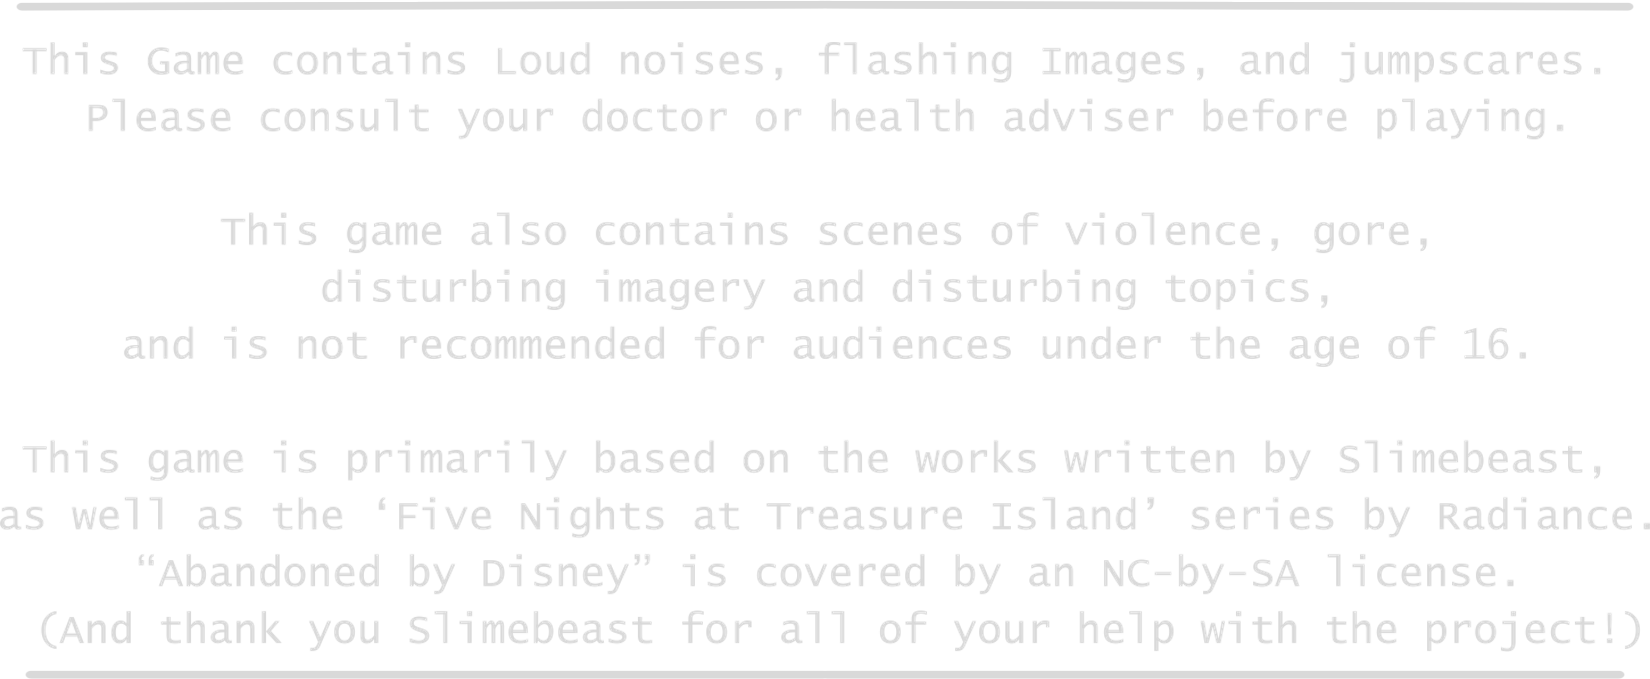 This Game contains Loud noises, flashing Images, and jumpscares.
Please consult your doctor or health adviser before playing.
This game also contains scenes of violence, gore,
disturbing imagery and disturbing topics,
and is not recommended for audiences under the age of 16.
This game is primarily based on the works written by Slimebeast,
as well as the ‘Five Nights at Treasure Island’ series by Radiance.
“Abandoned by Disney” is covered by an NC-by-SA license.
(And thank you Slimebeast for all of your help with the project!)